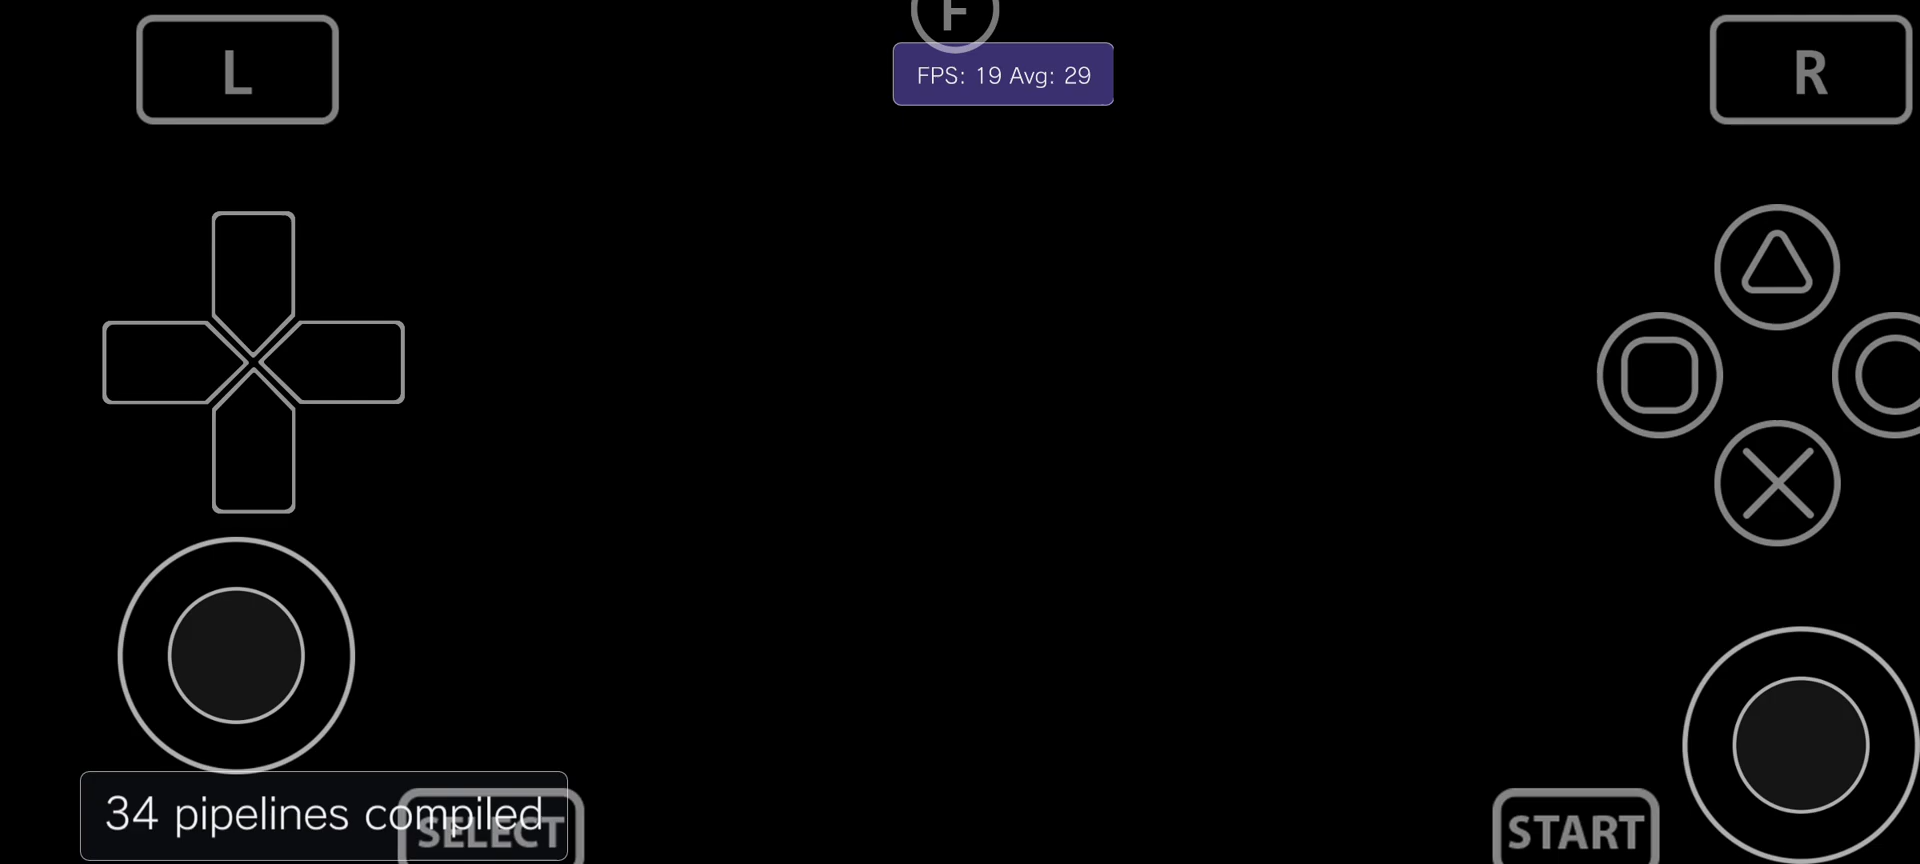 F
L
R
FPS: 19 Avg: 29
34 pipelines compiled
SELECT
START